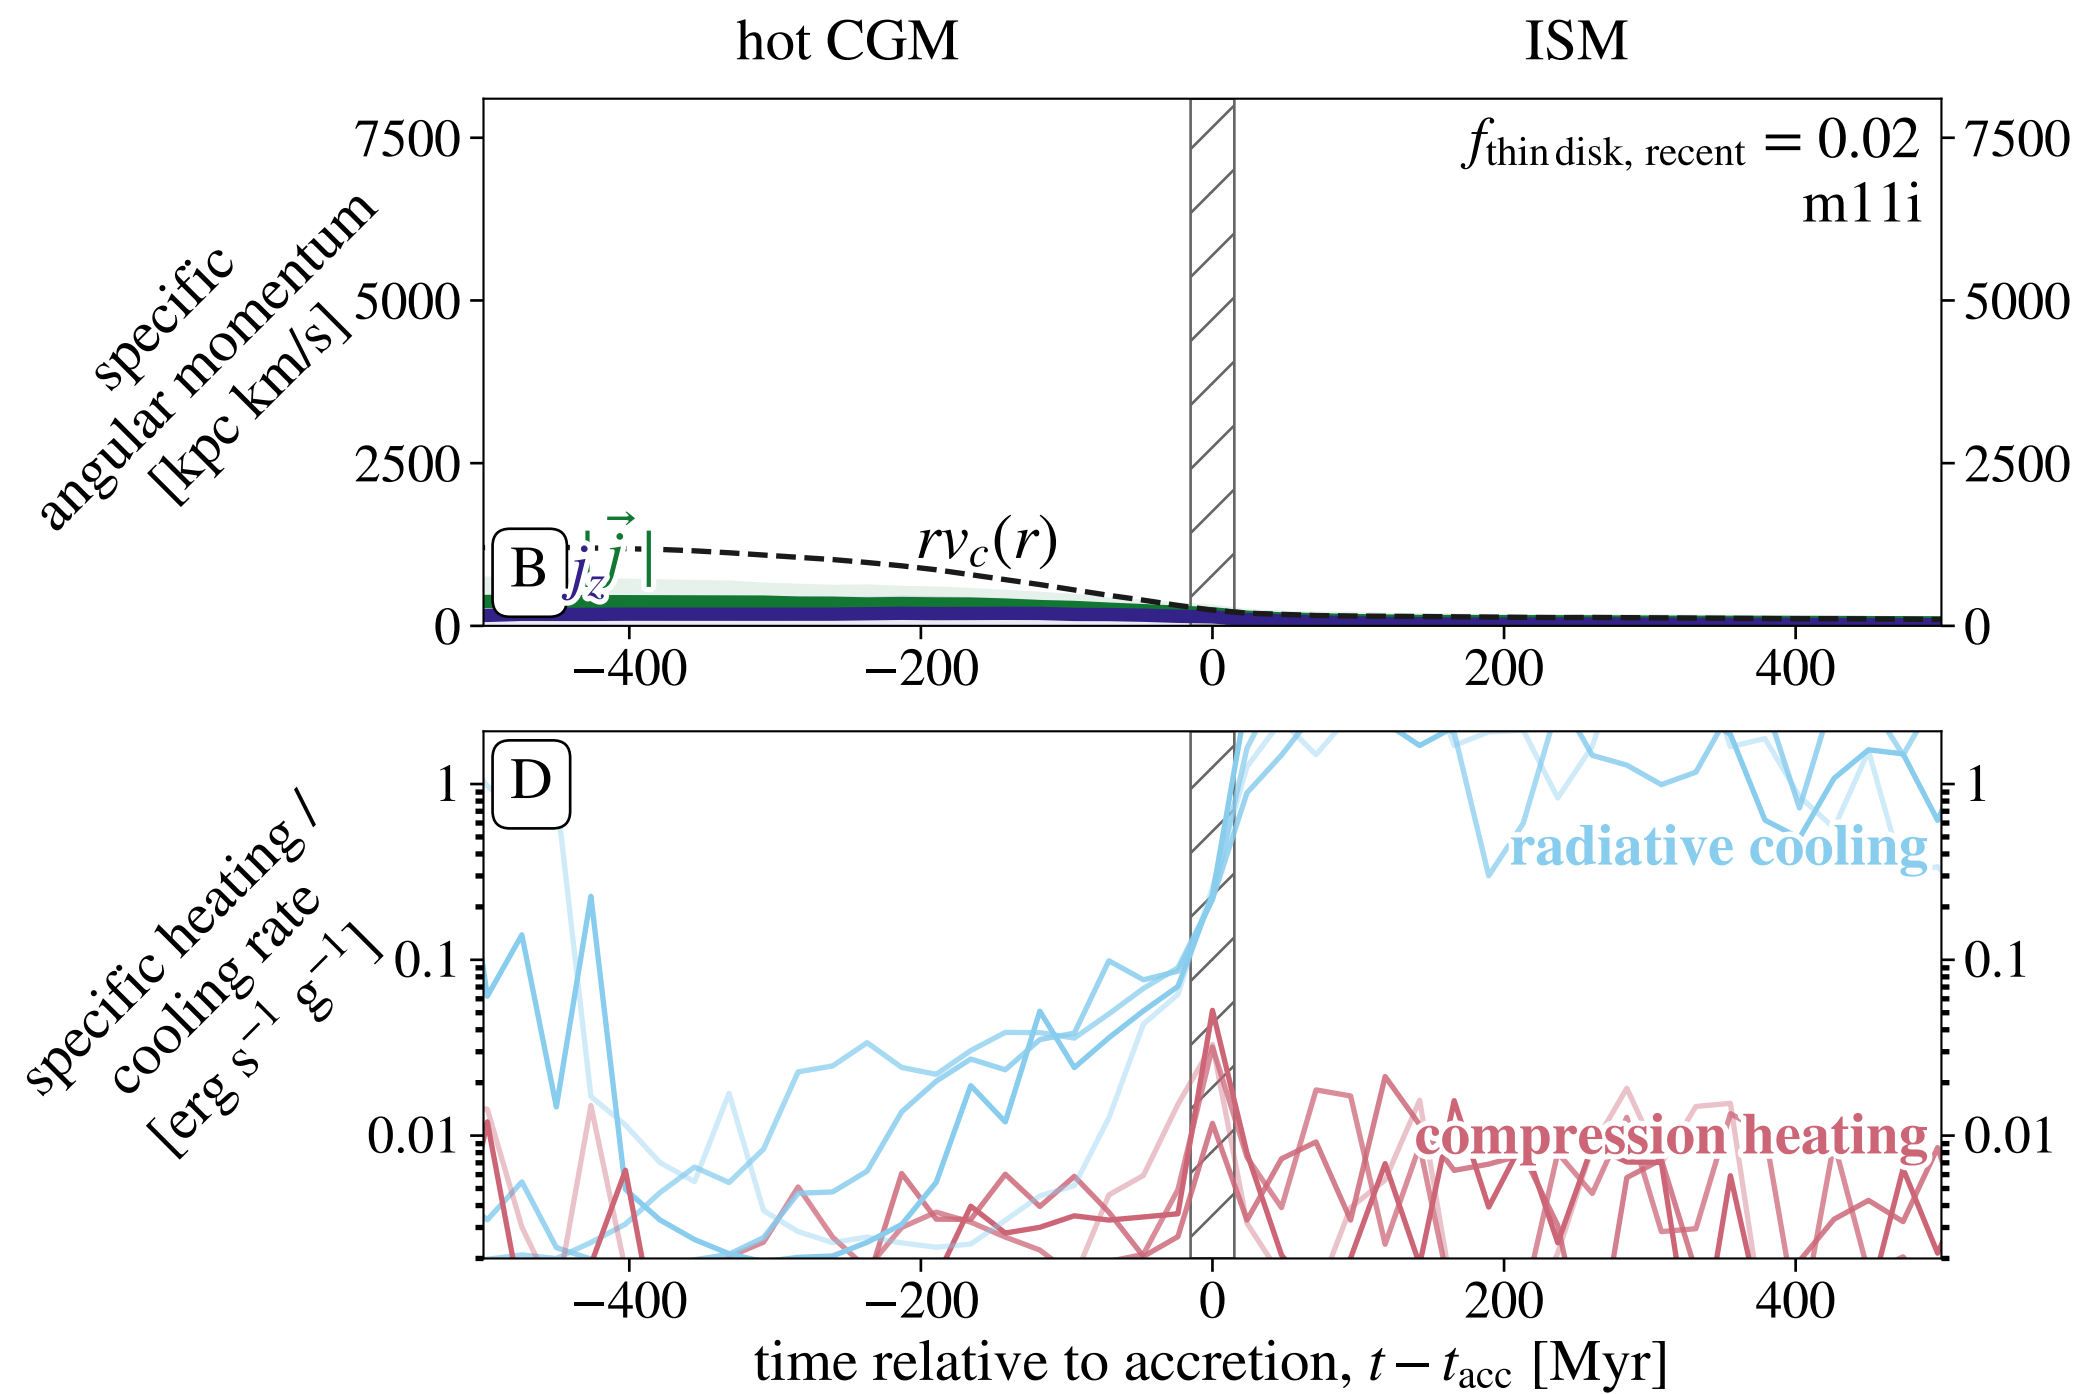 hot CGM ISM
7500 7500
f_thin disk, recent = 0.02
m11i
specific
angular momentum
[kpc km/s]
5000 5000
2500 2500
rv_c(r)
B j_z |j⃗|
0 0
−400 −200 0 200 400
D
1 1
radiative cooling
specific heating /
cooling rate
[erg s⁻¹ g⁻¹]
0.1 0.1
0.01 0.01
compression heating
−400 −200 0 200 400
time relative to accretion, t − t_acc [Myr]